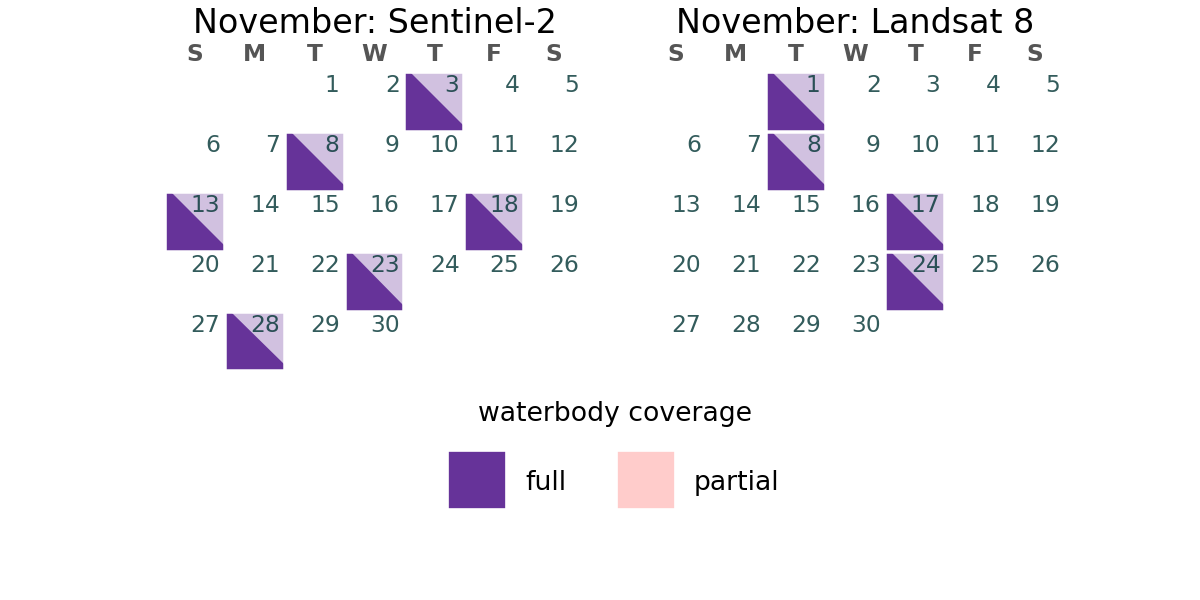 November: Sentinel-2
S M T W T F S
1 2 3 4 5
6 7 8 9 10 11 12
13 14 15 16 17 18 19
20 21 22 23 24 25 26
27 28 29 30
November: Landsat 8
S M T W T F S
1 2 3 4 5
6 7 8 9 10 11 12
13 14 15 16 17 18 19
20 21 22 23 24 25 26
27 28 29 30
waterbody coverage
full partial